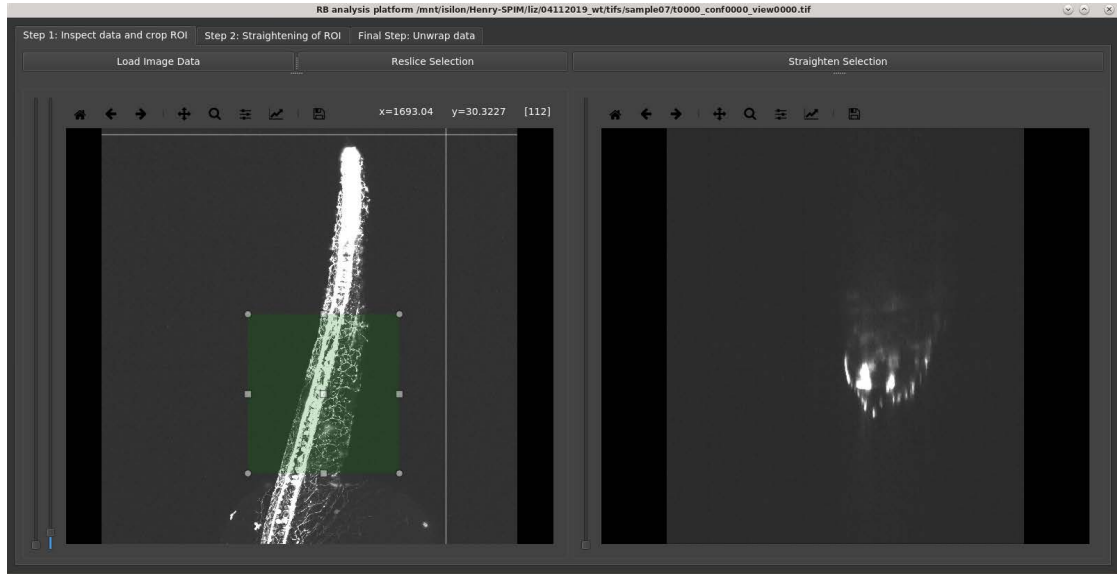 RB analysis platform /mnt/isilon/Henry-SPIM/liz/04112019_wt/tifs/sample07/t0000_conf0000_view0000.tif
Step 1: Inspect data and crop ROI Step 2: Straightening of ROI Final Step: Unwrap data
Load Image Data Reslice Selection Straighten Selection
x=1693.04 y=30.3227 [112]